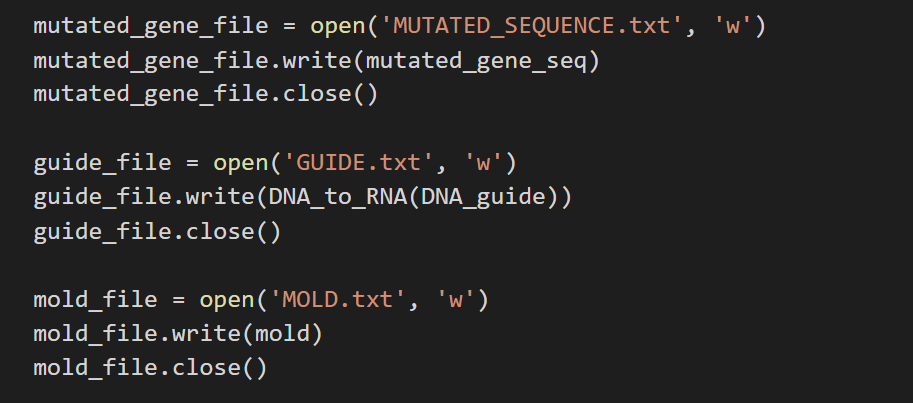 mutated_gene_file = open('MUTATED_SEQUENCE.txt', 'w')
mutated_gene_file.write(mutated_gene_seq)
mutated_gene_file.close()
guide_file = open('GUIDE.txt', 'w')
guide_file.write(DNA_to_RNA(DNA_guide))
guide_file.close()
mold_file = open('MOLD.txt', 'w')
mold_file.write(mold)
mold_file.close()